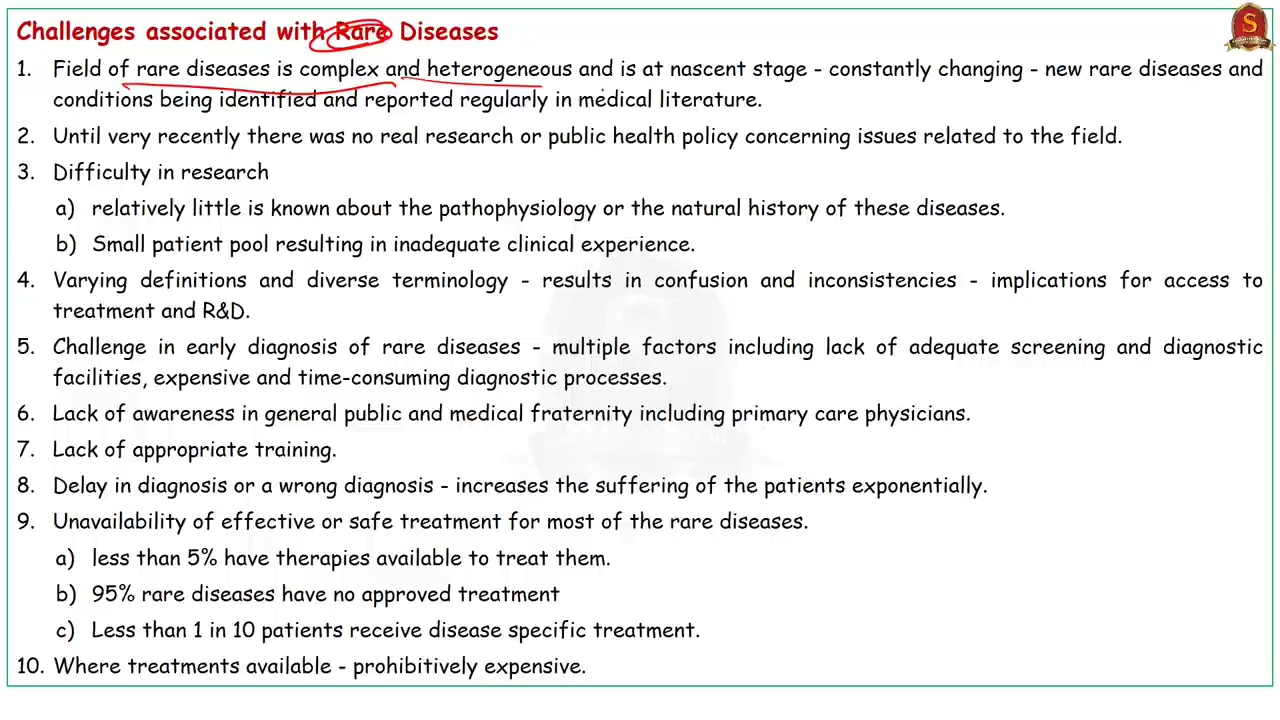 Challenges associated with Rare Diseases
S
1. Field of rare diseases is complex and heterogeneous and is at nascent stage - constantly changing - new rare diseases and
conditions being identified and reported regularly in medical literature.
2. Until very recently there was no real research or public health policy concerning issues related to the field.
3. Difficulty in research
a) relatively little is known about the pathophysiology or the natural history of these diseases.
b) Small patient pool resulting in inadequate clinical experience.
4. Varying definitions and diverse terminology - results in confusion and inconsistencies - implications for access to
treatment and R&D.
5. Challenge in early diagnosis of rare diseases - multiple factors including lack of adequate screening and diagnostic
facilities, expensive and time-consuming diagnostic processes.
6. Lack of awareness in general public and medical fraternity including primary care physicians.
7. Lack of appropriate training.
8. Delay in diagnosis or a wrong diagnosis - increases the suffering of the patients exponentially.
9. Unavailability of effective or safe treatment for most of the rare diseases.
a) less than 5% have therapies available to treat them.
b) 95% rare diseases have no approved treatment
c) Less than 1 in 10 patients receive disease specific treatment.
10. Where treatments available - prohibitively expensive.